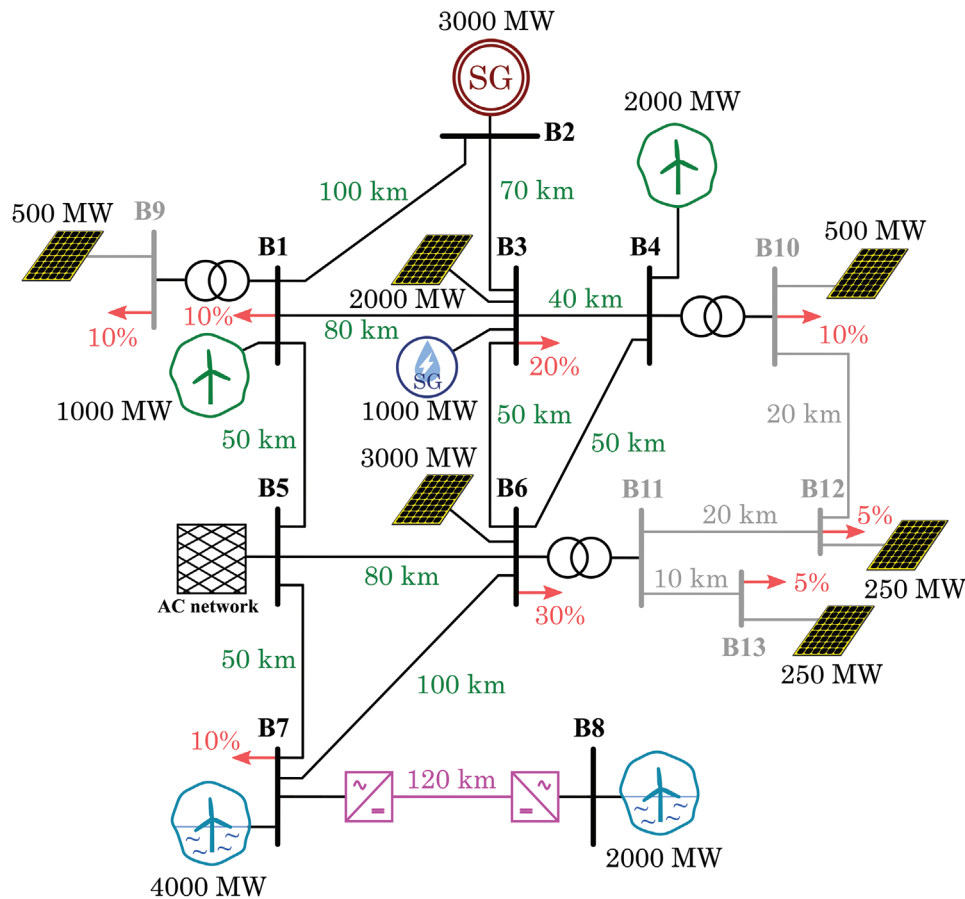 3000 MW
SG
B2
2000 MW
100 km
70 km
500 MW
B9
B1
B3
B4
B10
500 MW
2000 MW
40 km
10%
10%
80 km
10%
20%
SG
1000 MW
1000 MW
50 km
50 km
50 km
20 km
3000 MW
B5
B6
B11
B12
20 km
5%
AC network
80 km
10 km
5%
250 MW
30%
B13
250 MW
50 km
100 km
B7
B8
10%
120 km
4000 MW
2000 MW